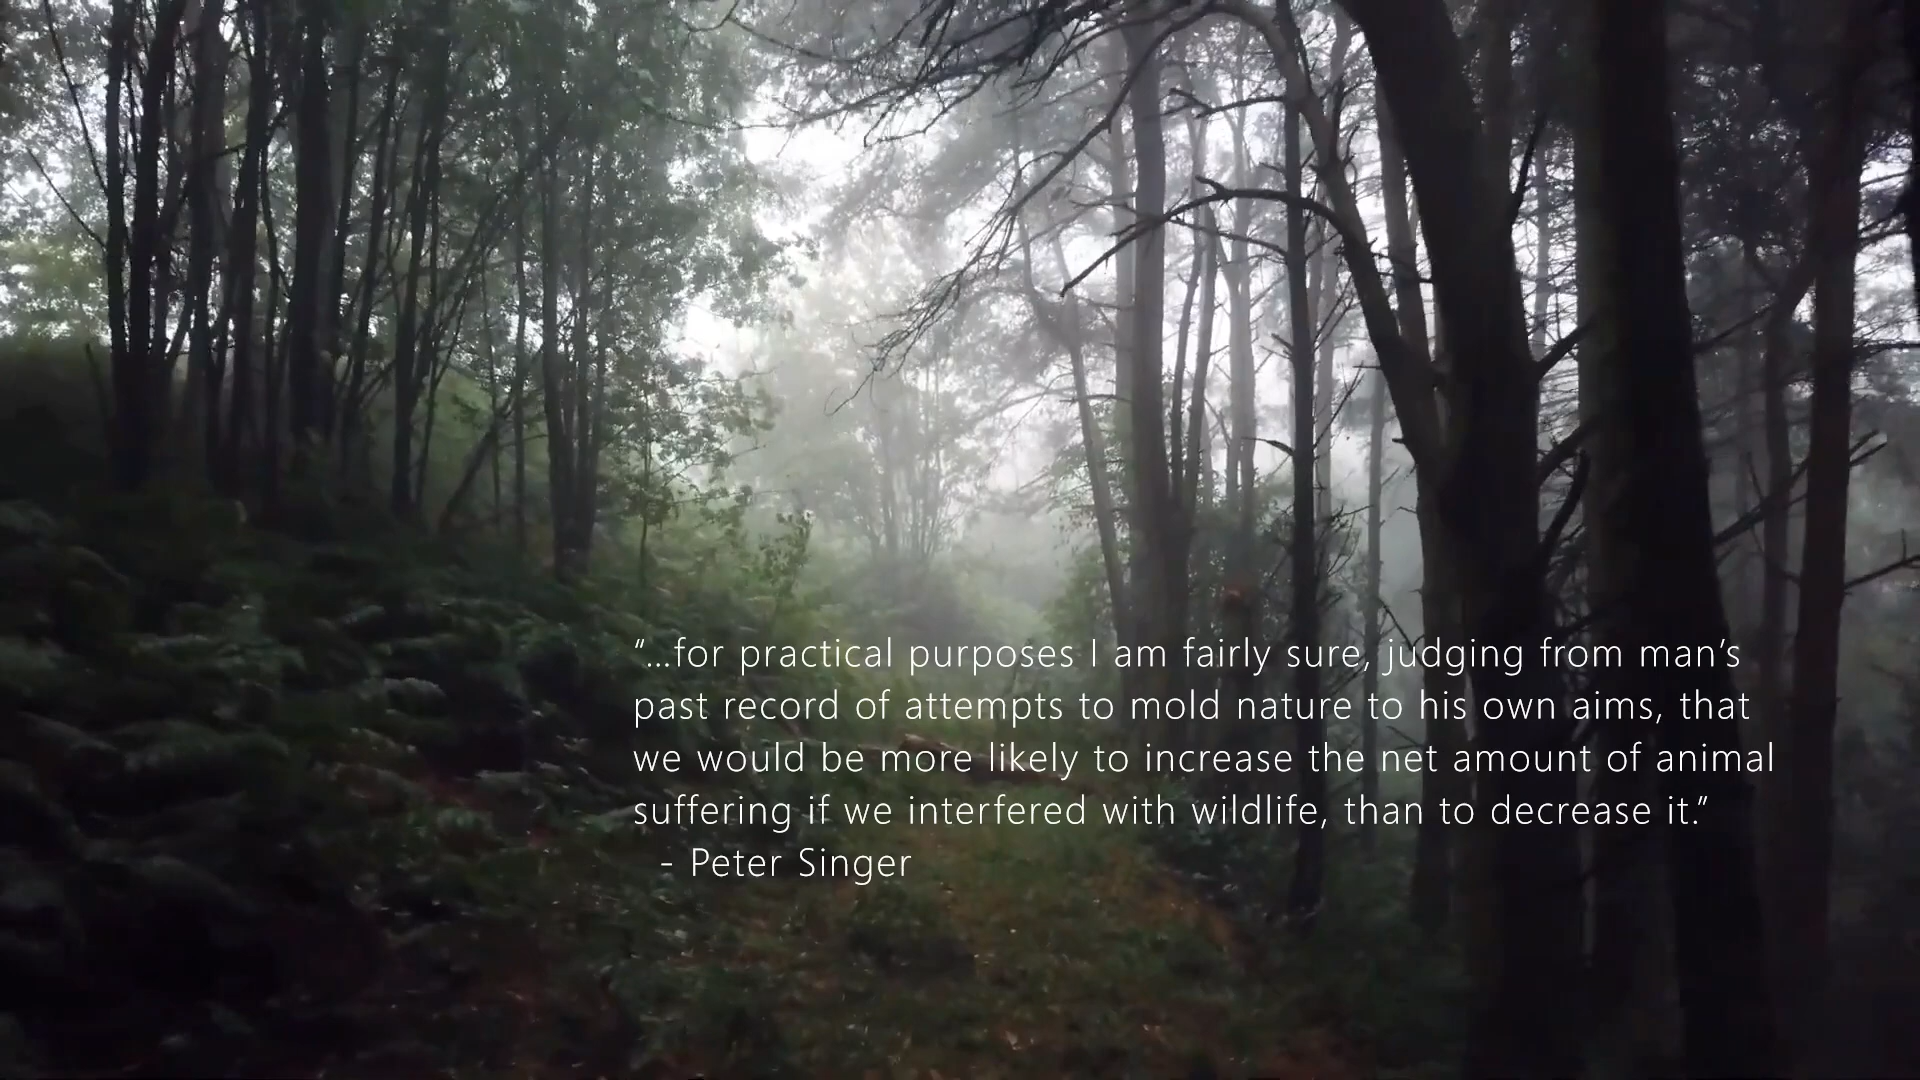 “...for practical purposes I am fairly sure, judging from man’s
past record of attempts to mold nature to his own aims, that
we would be more likely to increase the net amount of animal
suffering if we interfered with wildlife, than to decrease it.”
- Peter Singer